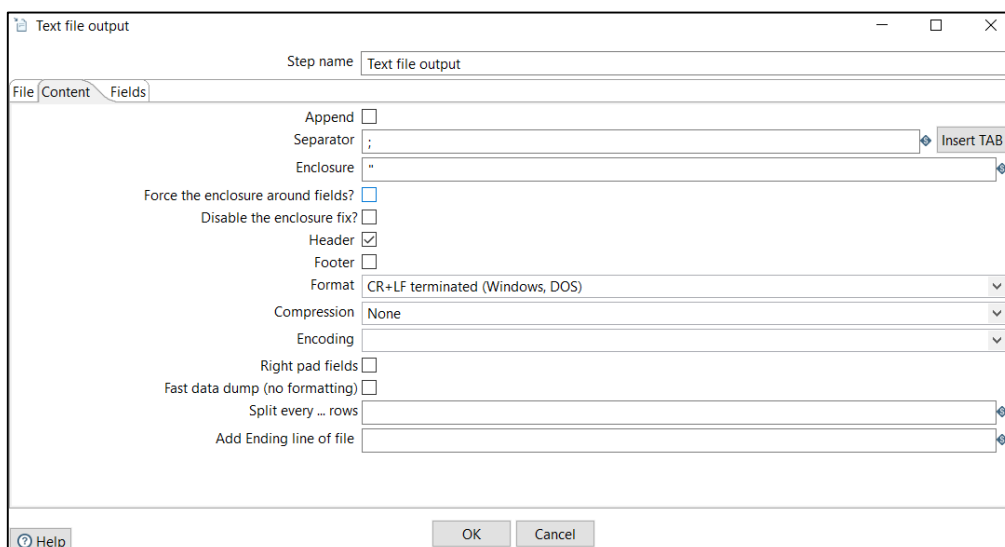 Text file output
Step name Text file output
File Content Fields
Append
Separator ; Insert TAB
Enclosure "
Force the enclosure around fields?
Disable the enclosure fix?
Header
Footer
Format CR+LF terminated (Windows, DOS)
Compression None
Encoding
Right pad fields
Fast data dump (no formatting)
Split every ... rows
Add Ending line of file
Help OK Cancel